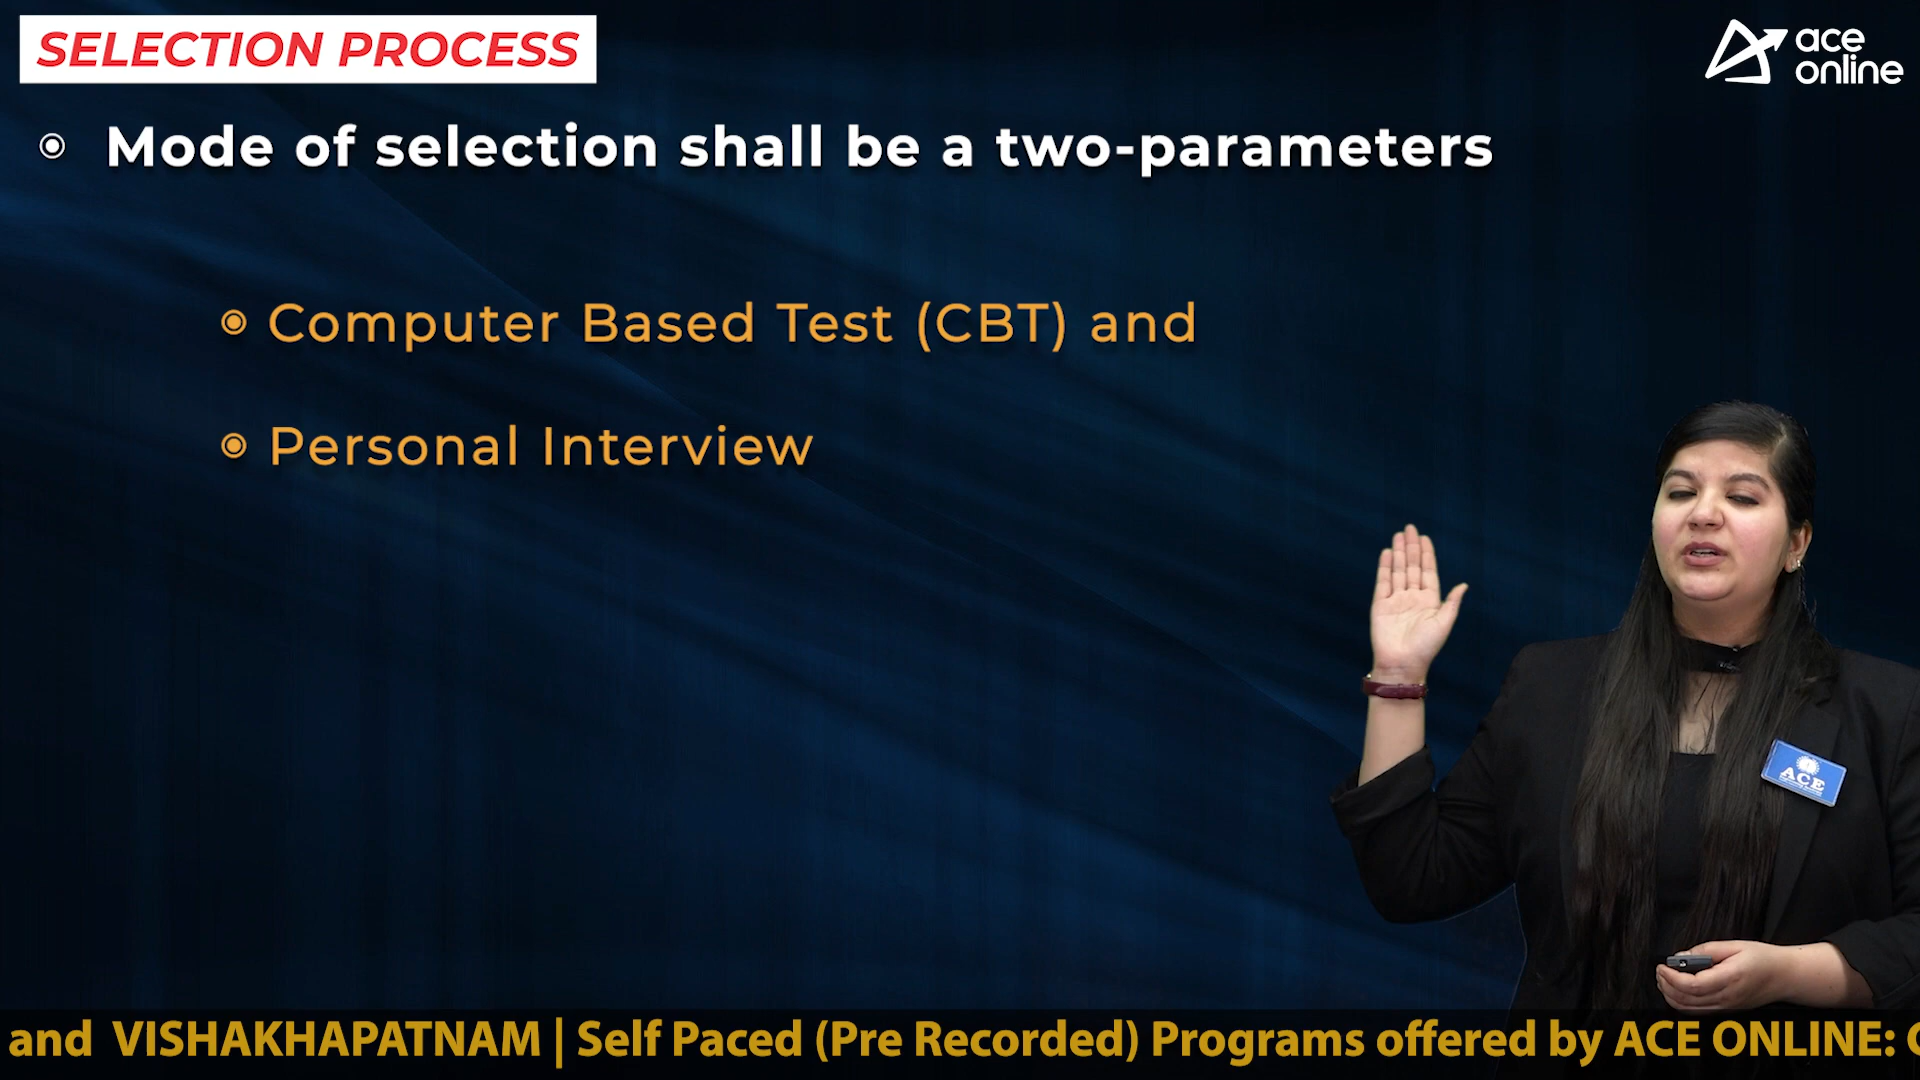 SELECTION PROCESS
ace
online
Mode of selection shall be a two-parameters
Computer Based Test (CBT) and
Personal Interview
ACE
and VISHAKHAPATNAM | Self Paced (Pre Recorded) Programs offered by ACE ONLINE: